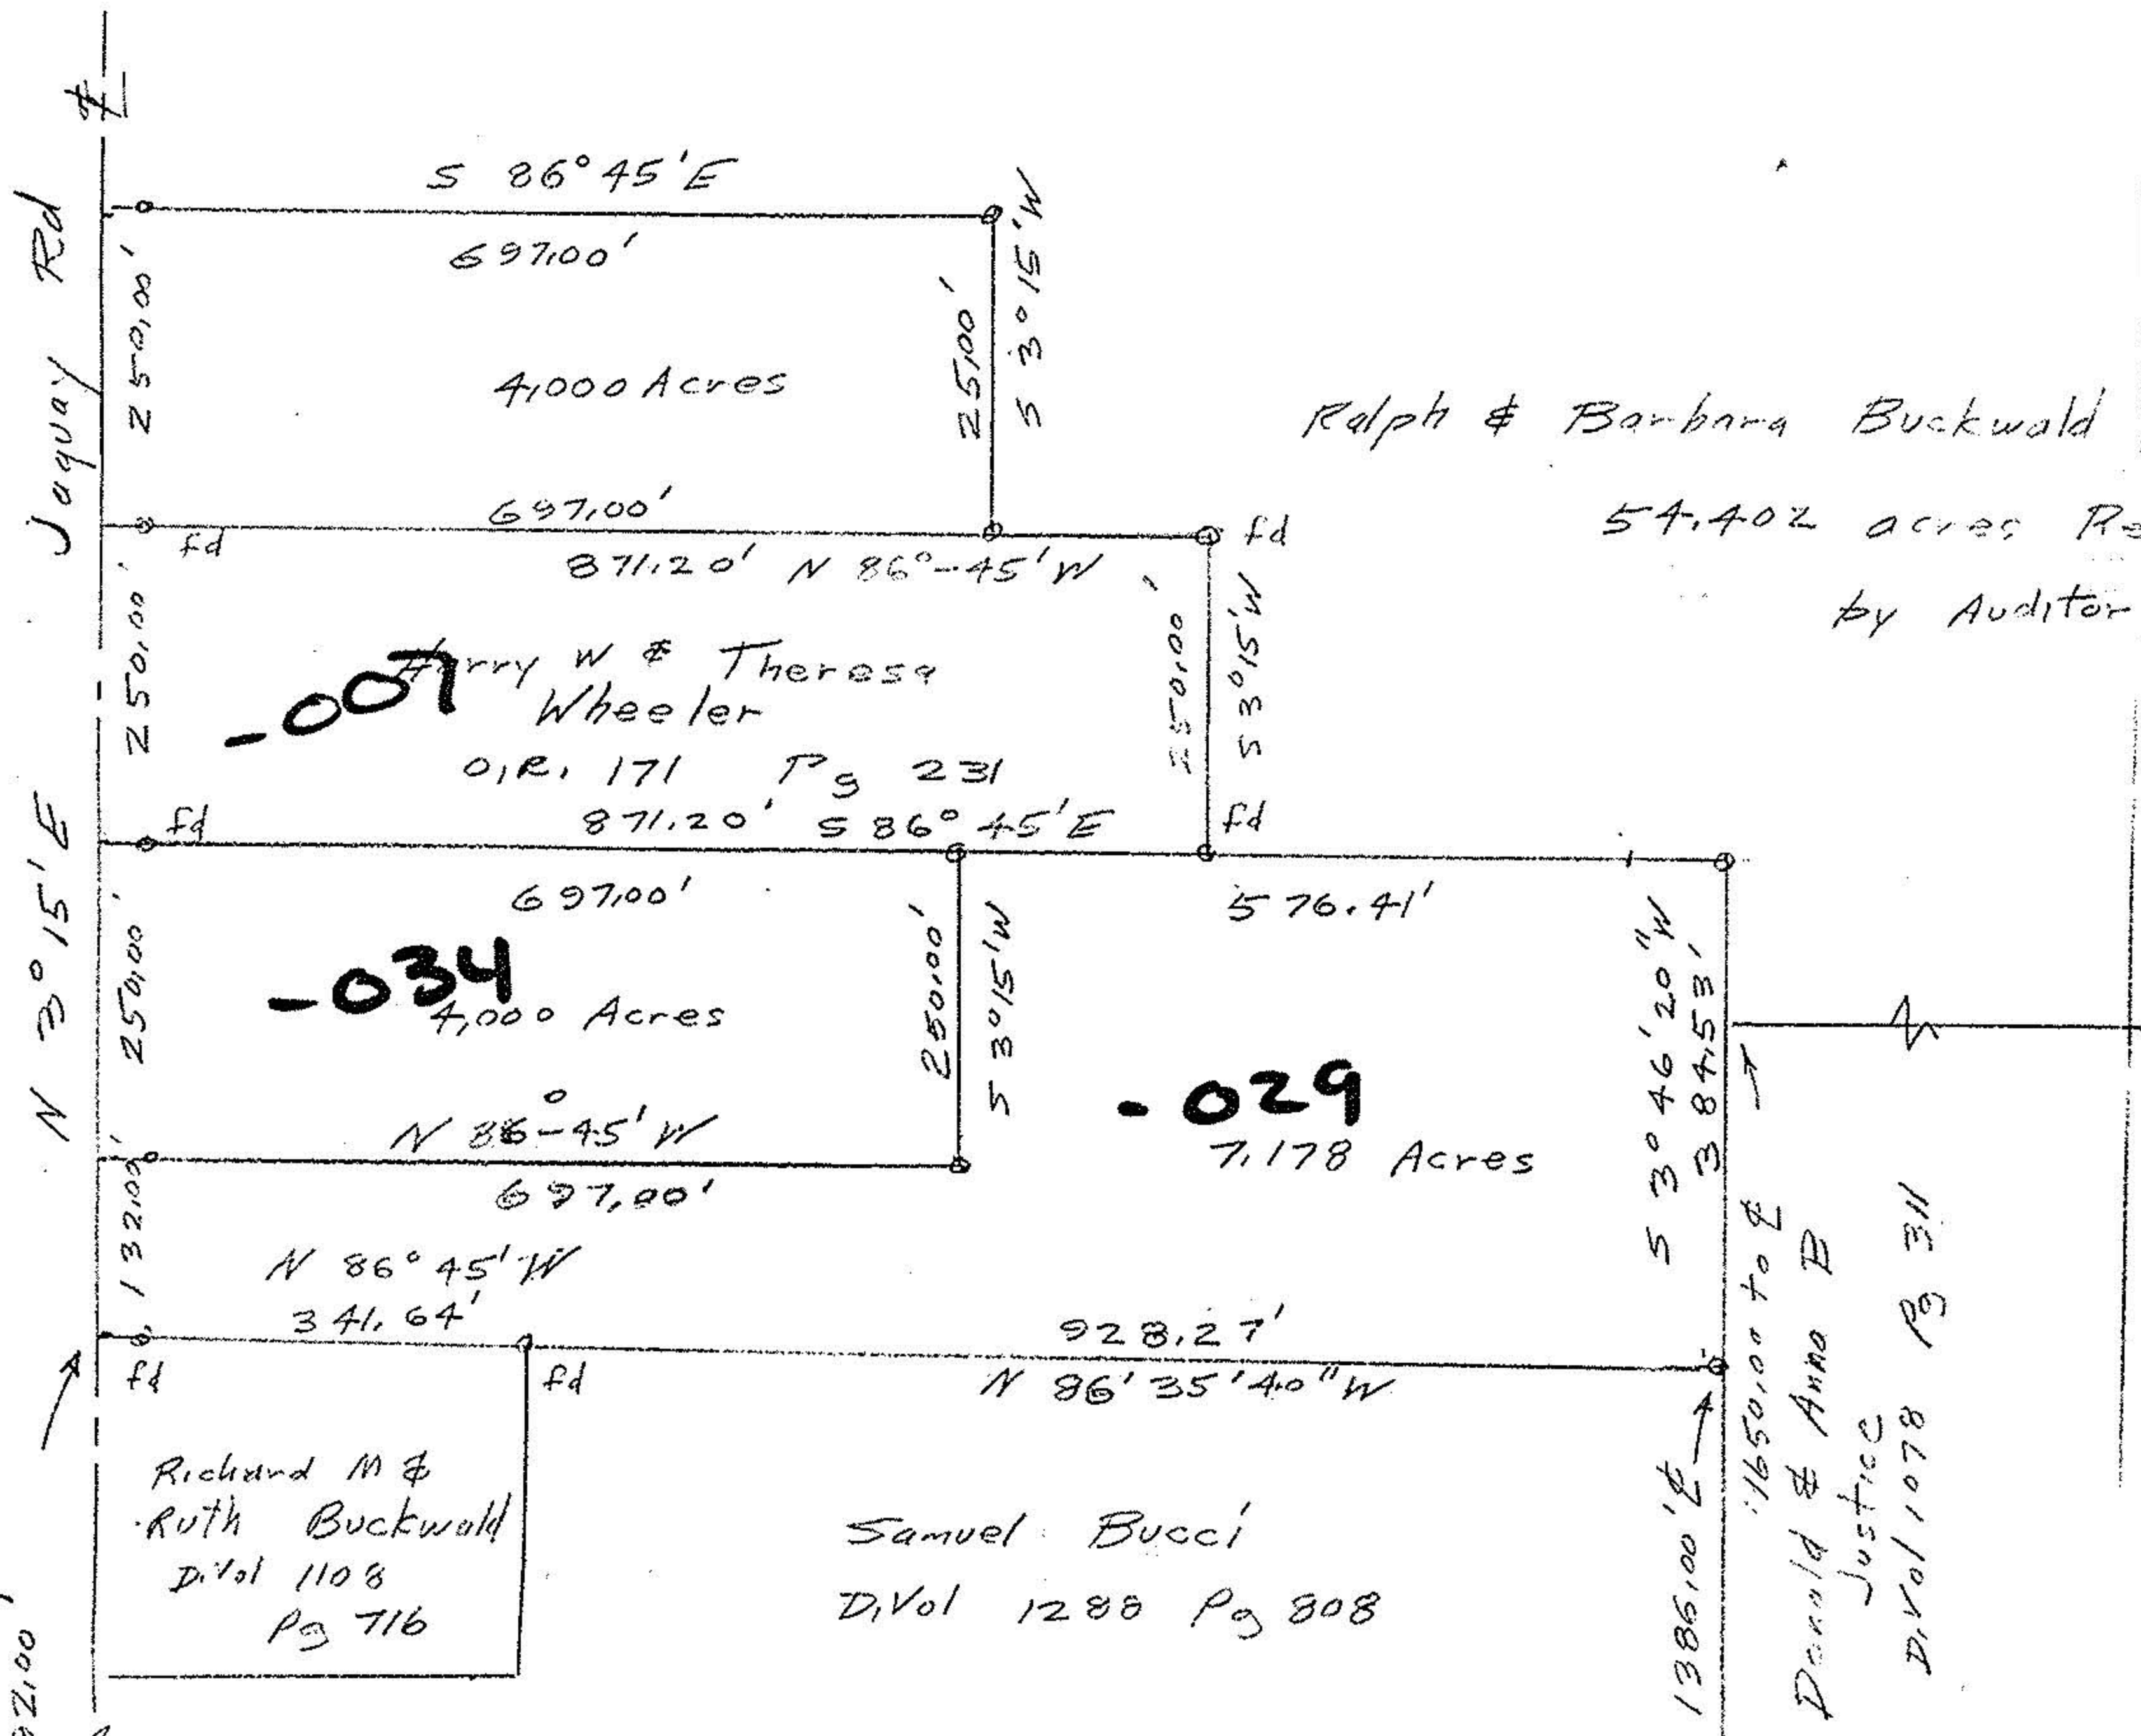 Jaquay Rd
N 3° 15' E
S 86° 45' E
697.00'
250.00'
4.000 Acres
25.00'
S 3° 15' W
697.00'
fd
fd
871.20' N 86°-45' W
Ralph & Barbara Buckwald
54.402 acres Re
by Auditor
250.00'
-007
Harry W & Theresa
Wheeler
O.R. 171 Pg 231
250.00'
S 3° 15' W
fd
871.20' S 86° 45' E
fd
697.00'
576.41'
250.00'
-034
4.000 Acres
250.00'
S 3° 15' W
N 86°-45' W
697.00'
-029
7.178 Acres
S 3° 46' 20" W
384.53'
132.00'
N 86° 45' W
341.64'
928.27'
N 86' 35' 40" W
fd
fd
Richard M &
Ruth Buckwald
D.Vol 1108
Pg 716
Samuel Bucci
D.Vol 1288 Pg 808
1386.00' ℄
1650.00 to ℄
Donald & Anna B
Justice
D.Vol 1078 Pg 311
82.00'